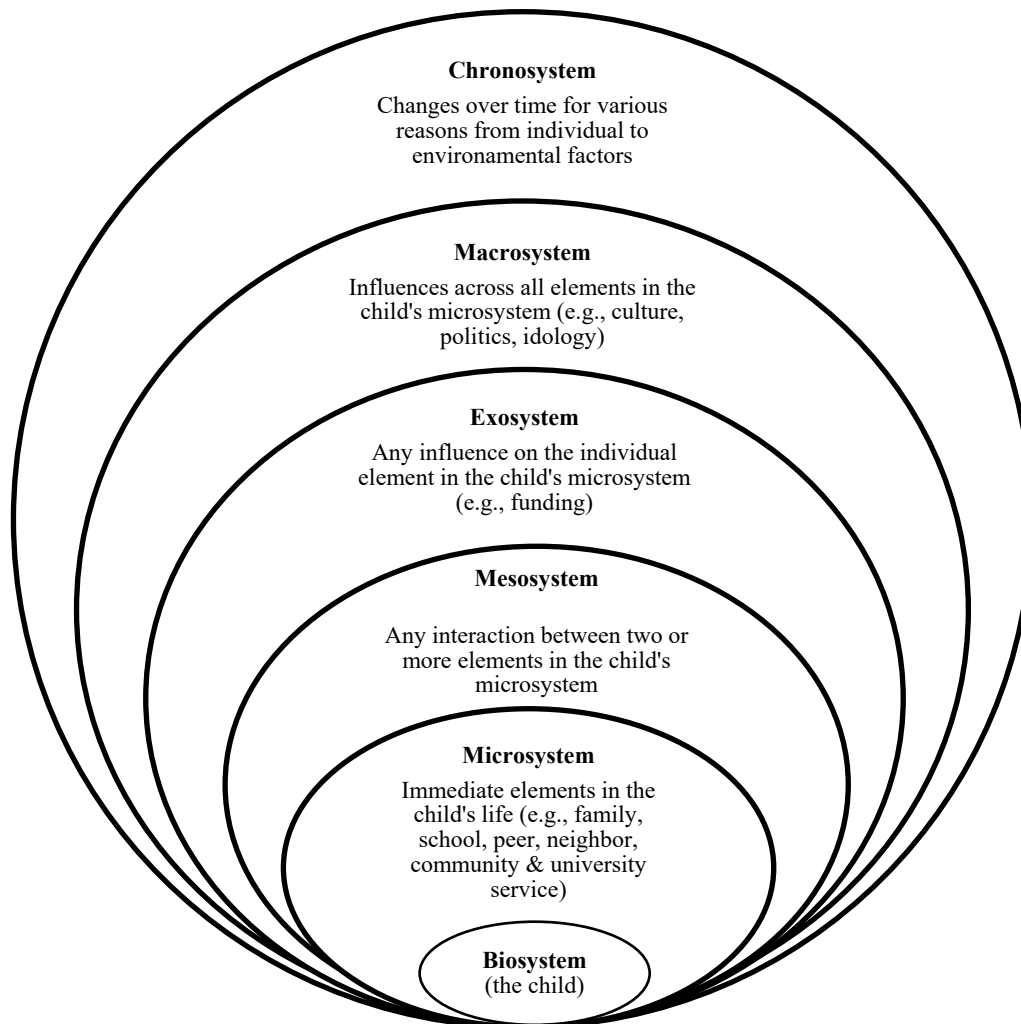 Chronosystem
Changes over time for various
reasons from individual to
environamental factors
Macrosystem
Influences across all elements in the
child's microsystem (e.g., culture,
politics, idology)
Exosystem
Any influence on the individual
element in the child's microsystem
(e.g., funding)
Mesosystem
Any interaction between two or
more elements in the child's
microsystem
Microsystem
Immediate elements in the
child's life (e.g., family,
school, peer, neighbor,
community & university
service)
Biosystem
(the child)